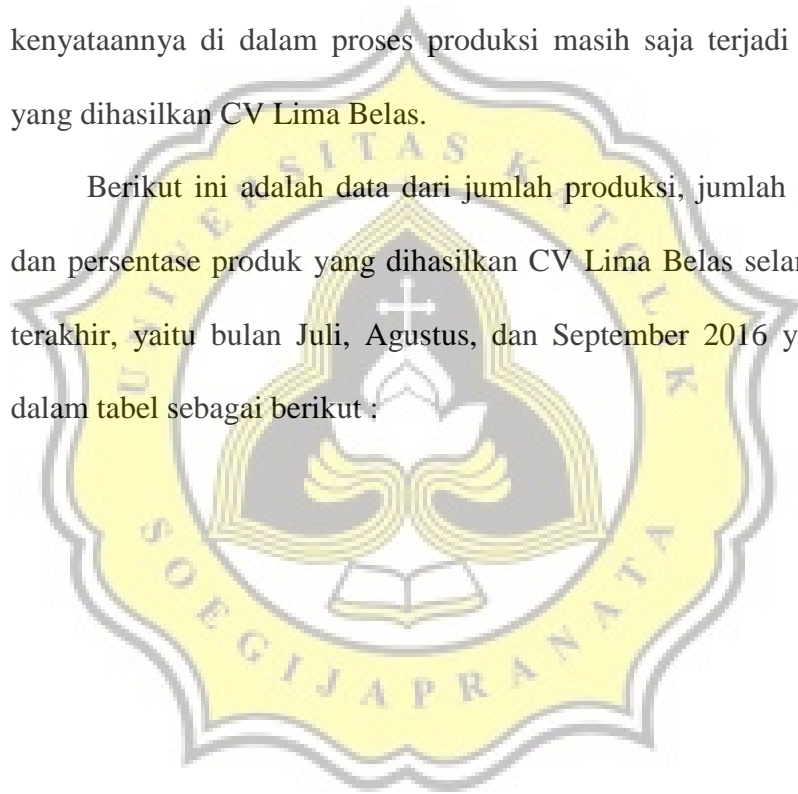 kenyataannya di dalam proses produksi masih saja terjadi
yang dihasilkan CV Lima Belas.
Berikut ini adalah data dari jumlah produksi, jumlah
dan persentase produk yang dihasilkan CV Lima Belas
terakhir, yaitu bulan Juli, Agustus, dan September 2016
dalam tabel sebagai berikut :
UNIVERSITAS KATOLIK
SOEGIJAPRANATA